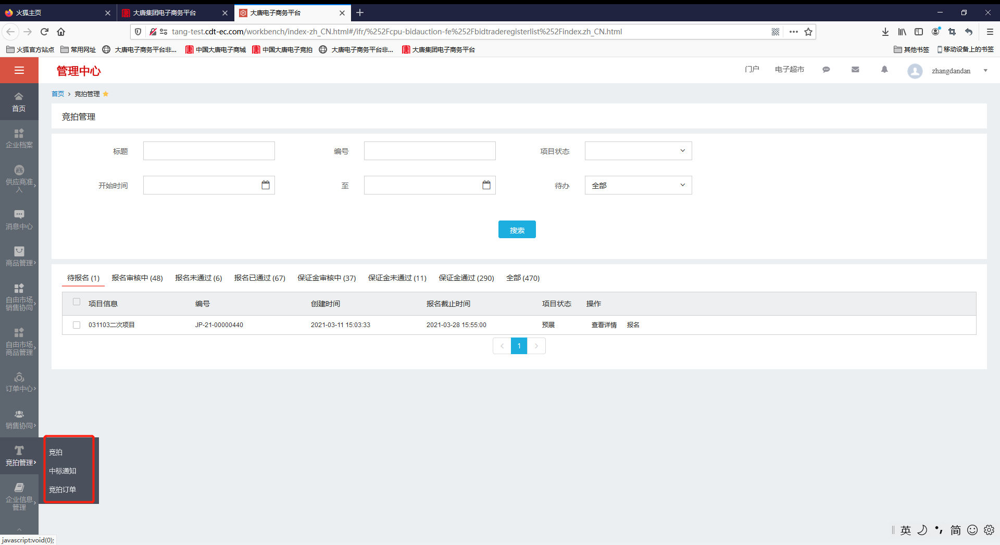 火狐主页
大唐集团电子商务平台
大唐电子商务平台
tang-test.cdt-ec.com/workbench/index-zh_CN.html#/ifr/%252Fcpu-bidauction-fe%252Fbidtraderegisterlist%252Findex.zh_CN.html
火狐官方站点 常用网址 大唐电子商务平台非... 中国大唐电子商城 中国大唐电子竞拍 大唐电子商务平台非... 大唐集团电子商务平台 其他书签 移动设备上的书签
管理中心
门户 电子超市 zhangdandan
首页 > 竞拍管理
首页
企业档案
供应商准入
消息中心
商品管理
自由市场销售协同
自由市场商品管理
订单中心
销售协同
竞拍管理
企业信息管理
竞拍
中标通知
竞拍订单
竞拍管理
标题 编号 项目状态
开始时间 至 待办 全部
搜索
待报名 (1) 报名审核中 (48) 报名未通过 (6) 报名已通过 (67) 保证金审核中 (37) 保证金未通过 (11) 保证金通过 (290) 全部 (470)
项目信息 编号 创建时间 报名截止时间 项目状态 操作
031103二次项目 JP-21-00000440 2021-03-11 15:03:33 2021-03-28 15:55:00 预展 查看详情 报名
1
javascript:void(0);
英 简